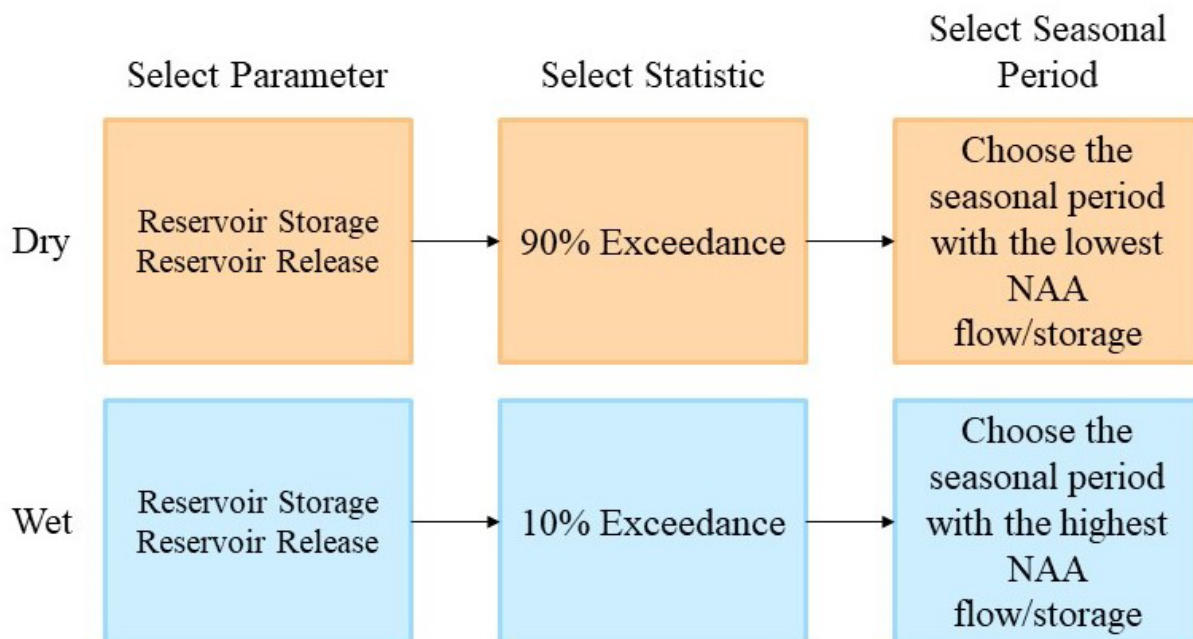 Select Parameter
Select Statistic
Select Seasonal
Period
Dry
Reservoir Storage
Reservoir Release
90% Exceedance
Choose the
seasonal period
with the lowest
NAA
flow/storage
Wet
Reservoir Storage
Reservoir Release
10% Exceedance
Choose the
seasonal period
with the highest
NAA
flow/storage